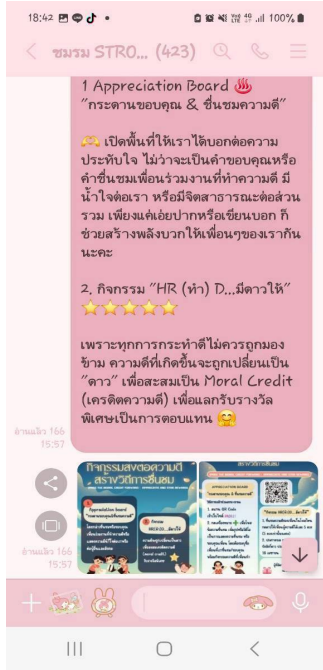 18:42
100%
ชมรม STRO... (423)
1 Appreciation Board
"กระดานขอบคุณ & ชื่นชมความดี"
เปิดพื้นที่ให้เราได้บอกต่อความ
ประทับใจ ไม่ว่าจะเป็นคำขอบคุณหรือ
คำชื่นชมเพื่อนร่วมงานที่ทำความดี มี
น้ำใจต่อเรา หรือมีจิตสาธารณะต่อส่วน
รวม เพียงแค่เอ่ยปากหรือเขียนบอก ก็
ช่วยสร้างพลังบวกให้เพื่อนๆของเรากัน
นะคะ
2. กิจกรรม "HR (ทำ) D...มีดาวให้"
เพราะทุกการกระทำดีไม่ควรถูกมอง
ข้าม ความดีที่เกิดขึ้นจะถูกเปลี่ยนเป็น
"ดาว" เพื่อสะสมเป็น Moral Credit
(เครดิตความดี) เพื่อแลกรับรางวัล
พิเศษเป็นการตอบแทน
อ่านแล้ว 166
15:57
กิจกรรมส่งต่อความดี
สร้างวิถีการชื่นชม
สร้างวิถีการชื่นชม
อ่านแล้ว 166
15:57